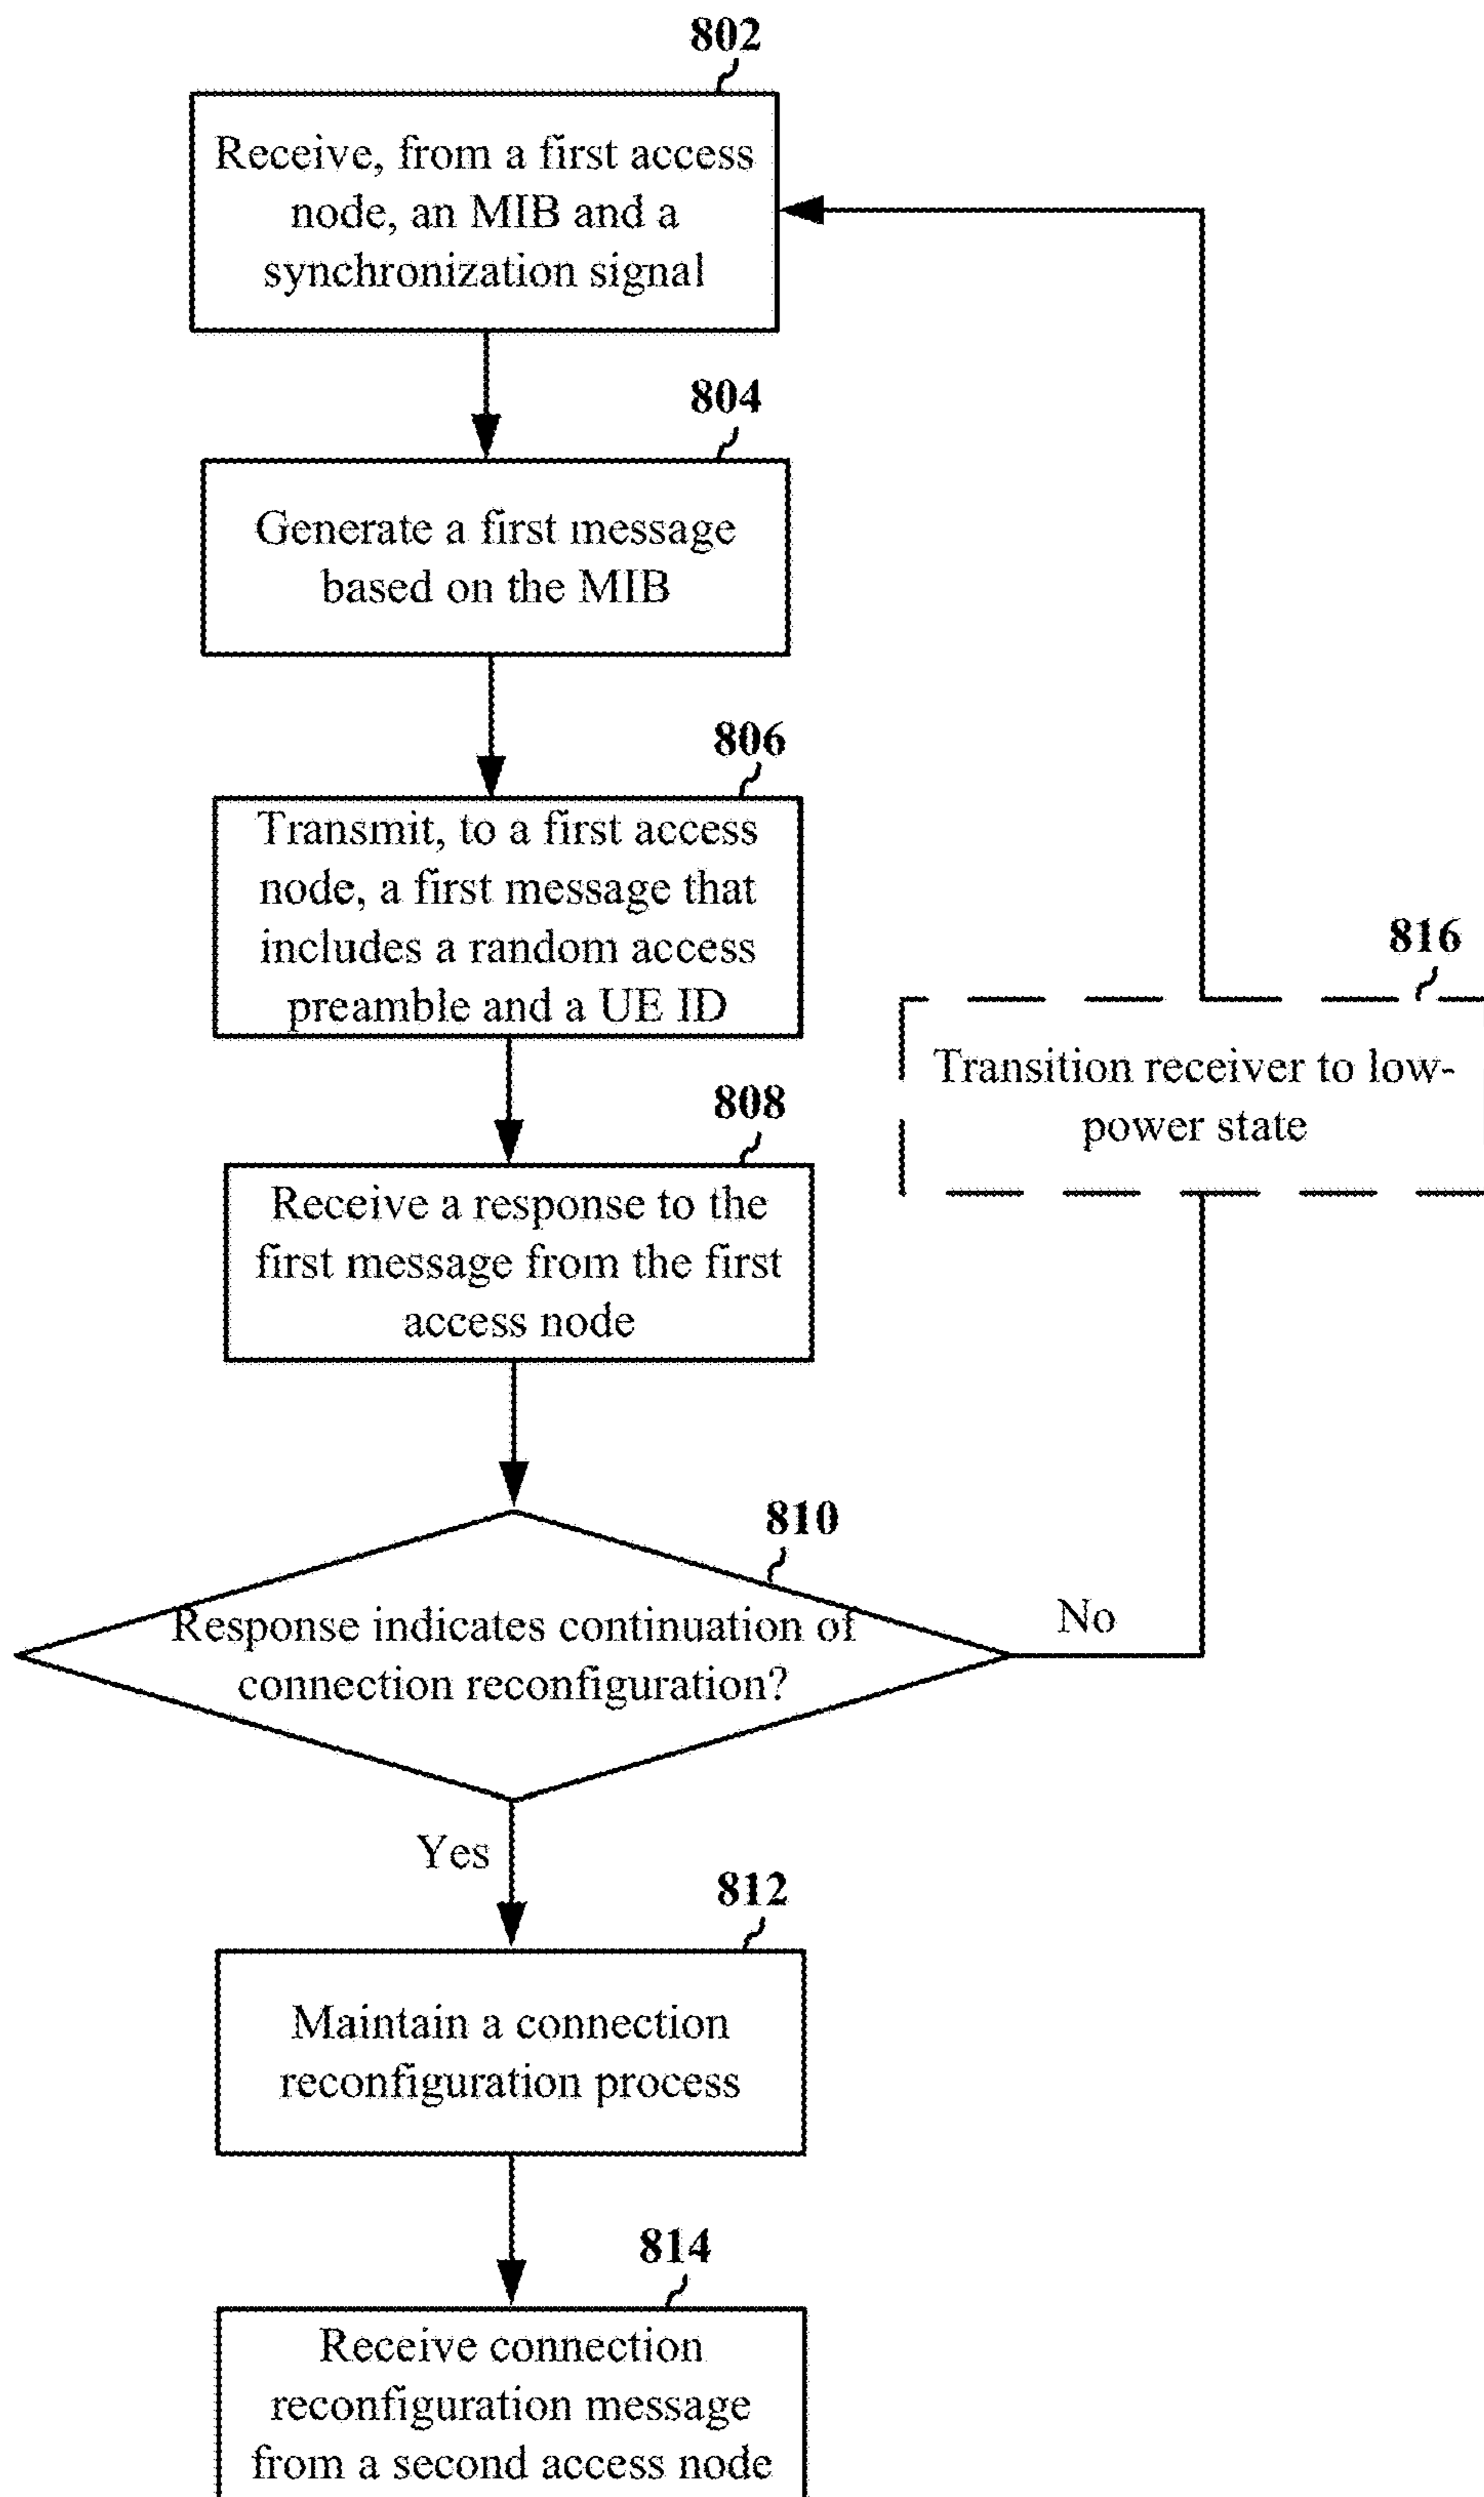 802
Receive, from a first access
node, an MIB and a
synchronization signal
804
Generate a first message
based on the MIB
806
Transmit, to a first access
node, a first message that
includes a random access
preamble and a UE ID
816
Transition receiver to low-
power state
808
Receive a response to the
first message from the first
access node
810
Response indicates continuation of
connection reconfiguration?
No
Yes
812
Maintain a connection
reconfiguration process
814
Receive connection
reconfiguration message
from a second access node